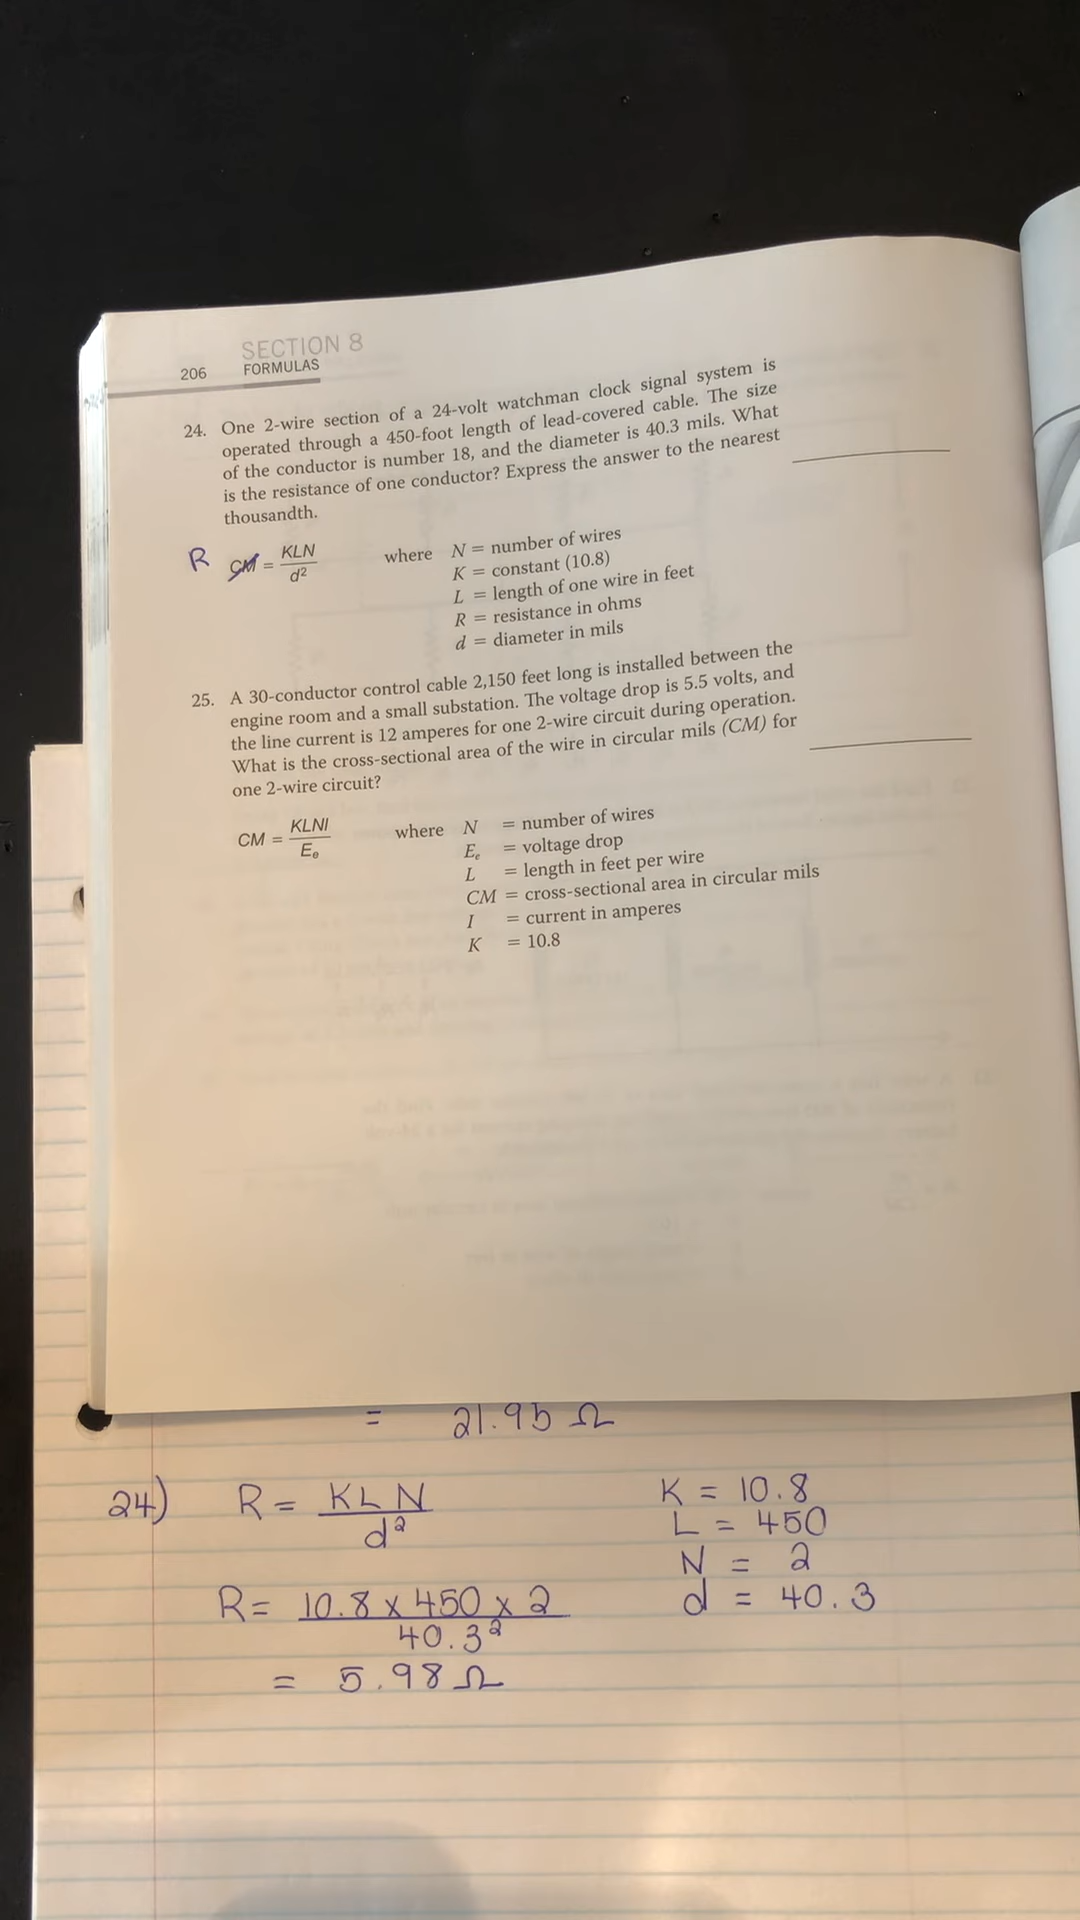 SECTION 8
206 FORMULAS
24. One 2-wire section of a 24-volt watchman clock signal system is
operated through a 450-foot length of lead-covered cable. The size
of the conductor is number 18, and the diameter is 40.3 mils. What
is the resistance of one conductor? Express the answer to the nearest
thousandth.
R CM = KLN / d² where N = number of wires
K = constant (10.8)
L = length of one wire in feet
R = resistance in ohms
d = diameter in mils
25. A 30-conductor control cable 2,150 feet long is installed between the
engine room and a small substation. The voltage drop is 5.5 volts, and
the line current is 12 amperes for one 2-wire circuit during operation.
What is the cross-sectional area of the wire in circular mils (CM) for
one 2-wire circuit?
CM = KLNI / Eₑ where N = number of wires
Eₑ = voltage drop
L = length in feet per wire
CM = cross-sectional area in circular mils
I = current in amperes
K = 10.8
= 21.95 Ω
24) R = KLN / d² K = 10.8
L = 450
N = 2
R = 10.8 x 450 x 2 / 40.3² d = 40.3
= 5.98 Ω